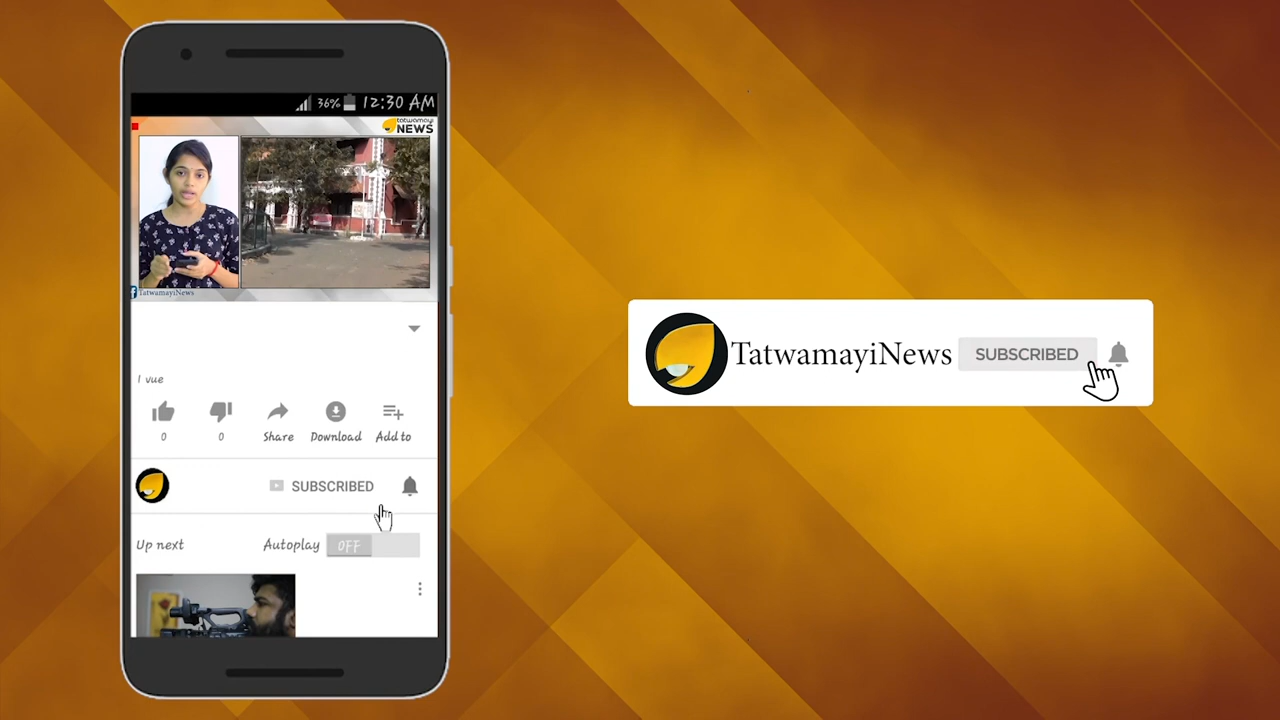 36% 12:30 AM
tatwamayi
NEWS
TatwamayiNews
1 vue
0 0 Share Download Add to
SUBSCRIBED
Up next Autoplay OFF
TatwamayiNews SUBSCRIBED